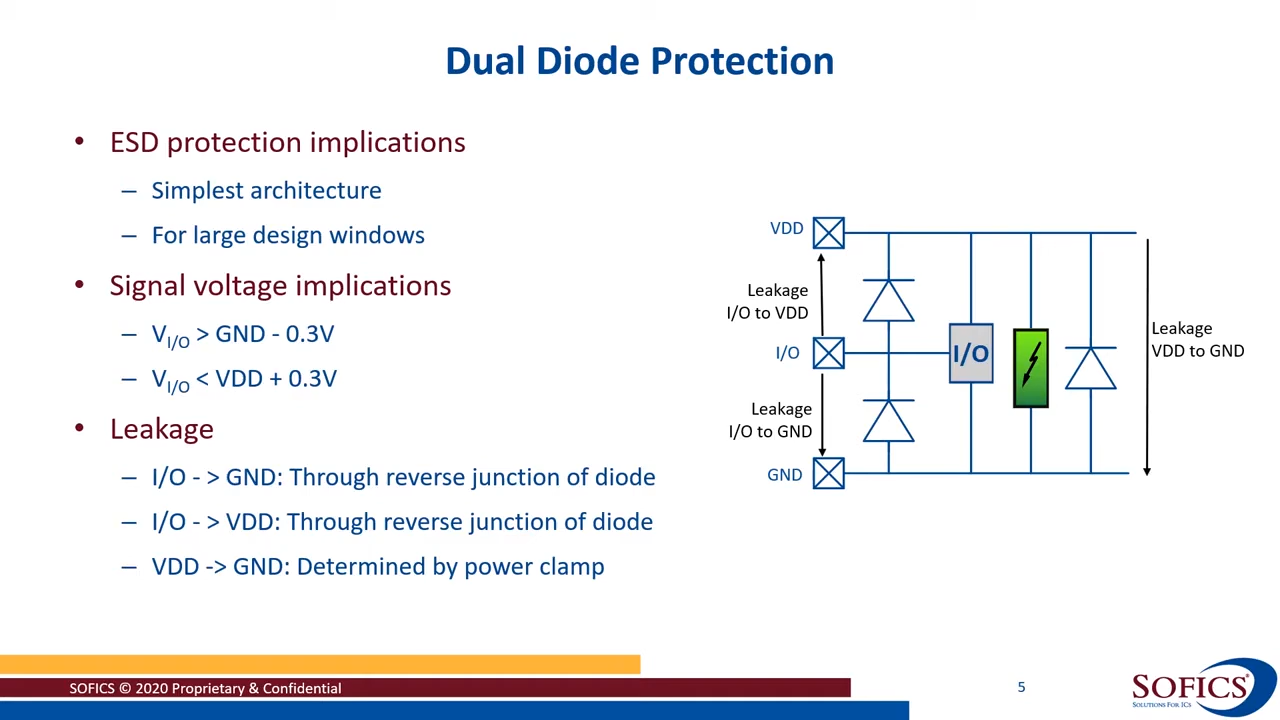 Dual Diode Protection
• ESD protection implications
– Simplest architecture
– For large design windows
• Signal voltage implications
– VI/O > GND - 0.3V
– VI/O < VDD + 0.3V
• Leakage
– I/O - > GND: Through reverse junction of diode
– I/O - > VDD: Through reverse junction of diode
– VDD -> GND: Determined by power clamp
VDD
Leakage
I/O to VDD
I/O
I/O
Leakage
I/O to GND
GND
Leakage
VDD to GND
SOFICS © 2020 Proprietary & Confidential
5
SOFICS®
SOLUTIONS FOR ICS